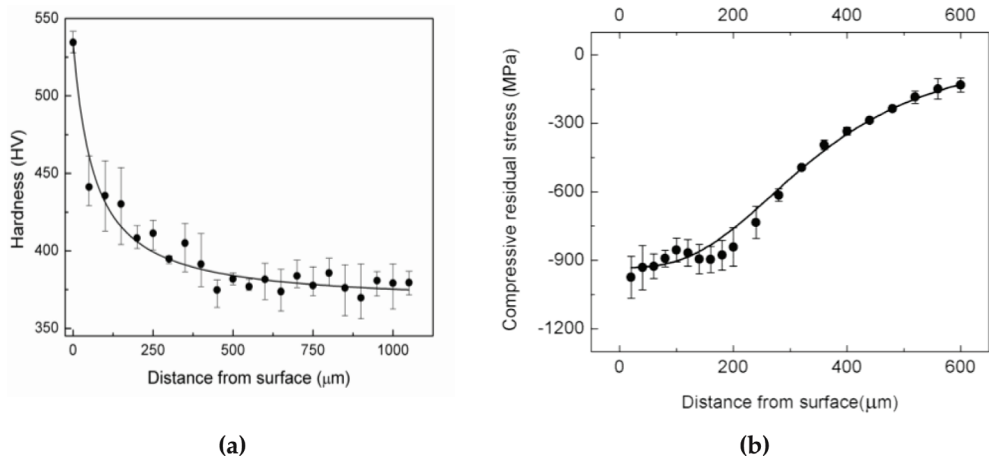 550
500
450
400
350
Hardness (HV)
0 250 500 750 1000
Distance from surface (μm)
(a)
0 200 400 600
0
-300
-600
-900
-1200
Compressive residual stress (MPa)
0 200 400 600
Distance from surface(μm)
(b)